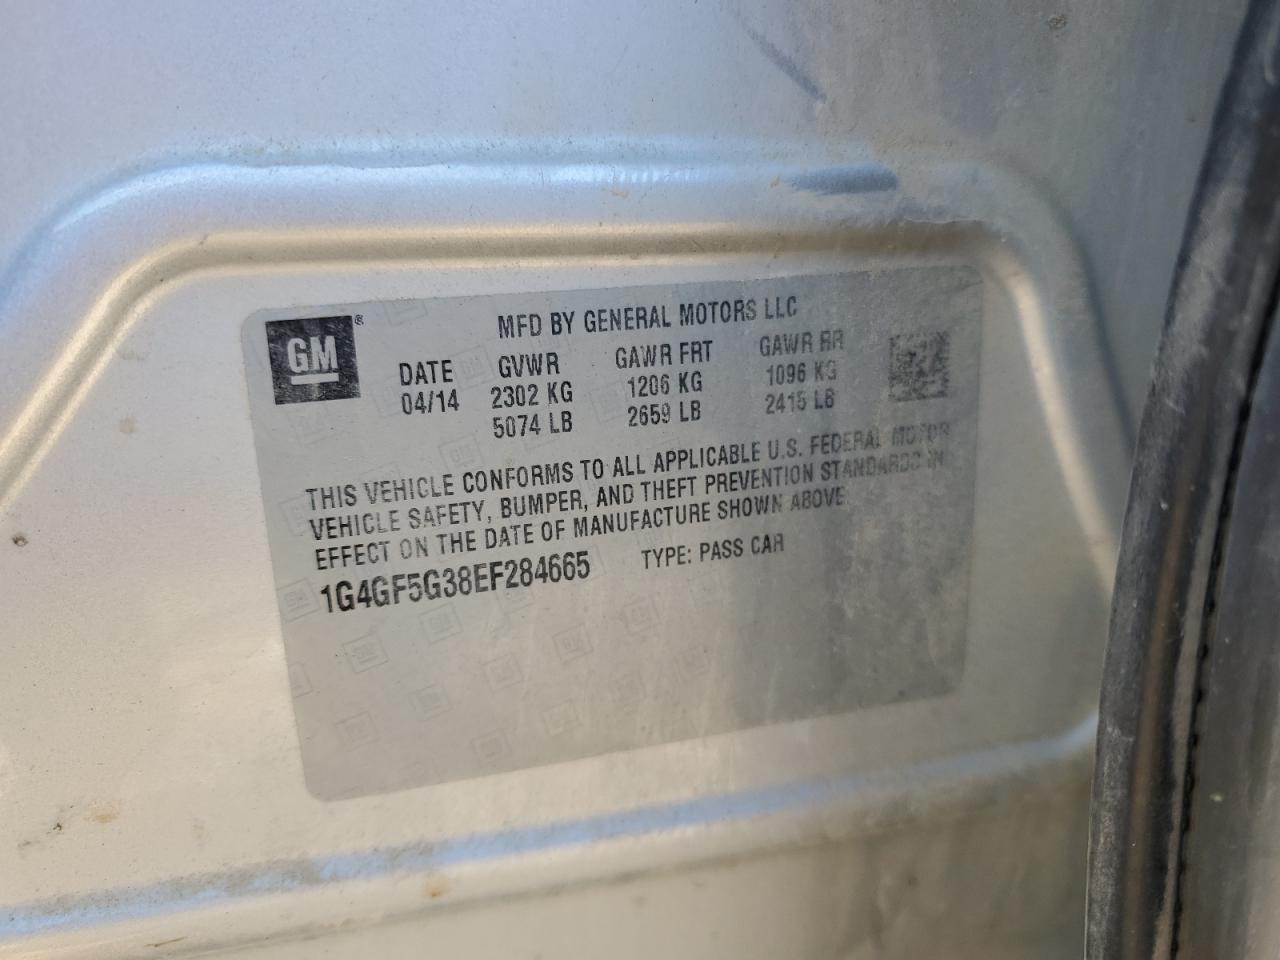 GM®
MFD BY GENERAL MOTORS LLC
DATE GVWR GAWR FRT GAWR RR
04/14 2302 KG 1206 KG 1096 KG
5074 LB 2659 LB 2415 LB
THIS VEHICLE CONFORMS TO ALL APPLICABLE U.S. FEDERAL MOTOR
VEHICLE SAFETY, BUMPER, AND THEFT PREVENTION STANDARDS IN
EFFECT ON THE DATE OF MANUFACTURE SHOWN ABOVE.
1G4GF5G38EF284665 TYPE: PASS CAR